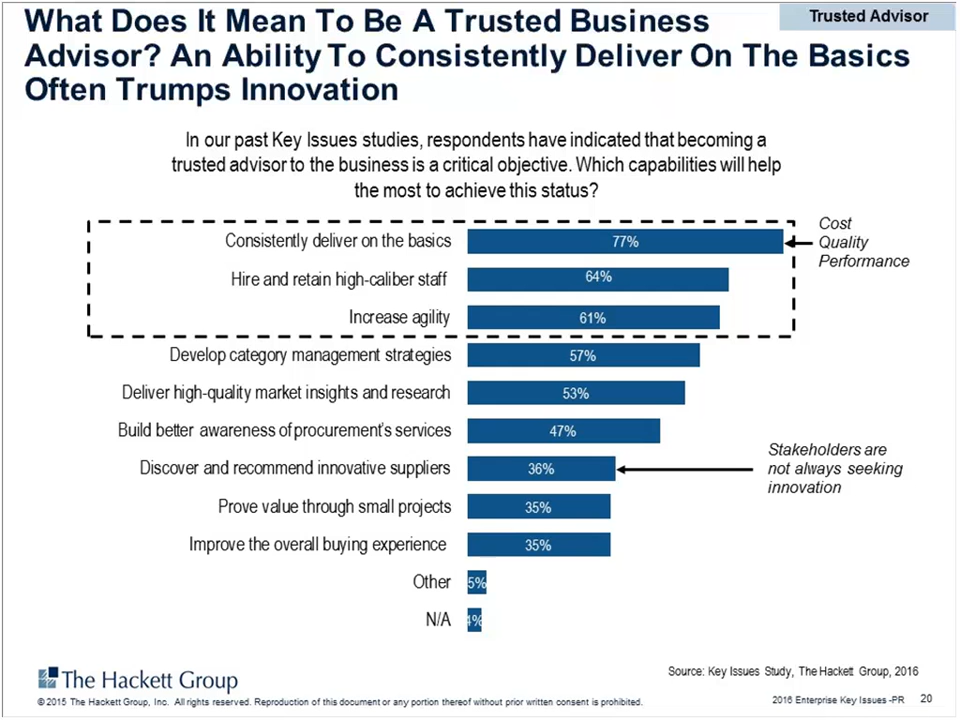 Trusted Advisor
What Does It Mean To Be A Trusted Business
Advisor? An Ability To Consistently Deliver On The Basics
Often Trumps Innovation
In our past Key Issues studies, respondents have indicated that becoming a
trusted advisor to the business is a critical objective. Which capabilities will help
the most to achieve this status?
Consistently deliver on the basics 77%
Cost
Quality
Performance
Hire and retain high-caliber staff 64%
Increase agility 61%
Develop category management strategies 57%
Deliver high-quality market insights and research 53%
Build better awareness of procurement's services 47%
Discover and recommend innovative suppliers 36%
Stakeholders are
not always seeking
innovation
Prove value through small projects 35%
Improve the overall buying experience 35%
Other 5%
N/A 4%
Source: Key Issues Study, The Hackett Group, 2016
The Hackett Group
© 2015 The Hackett Group, Inc. All rights reserved. Reproduction of this document or any portion thereof without prior written consent is prohibited.
2016 Enterprise Key Issues -PR 20